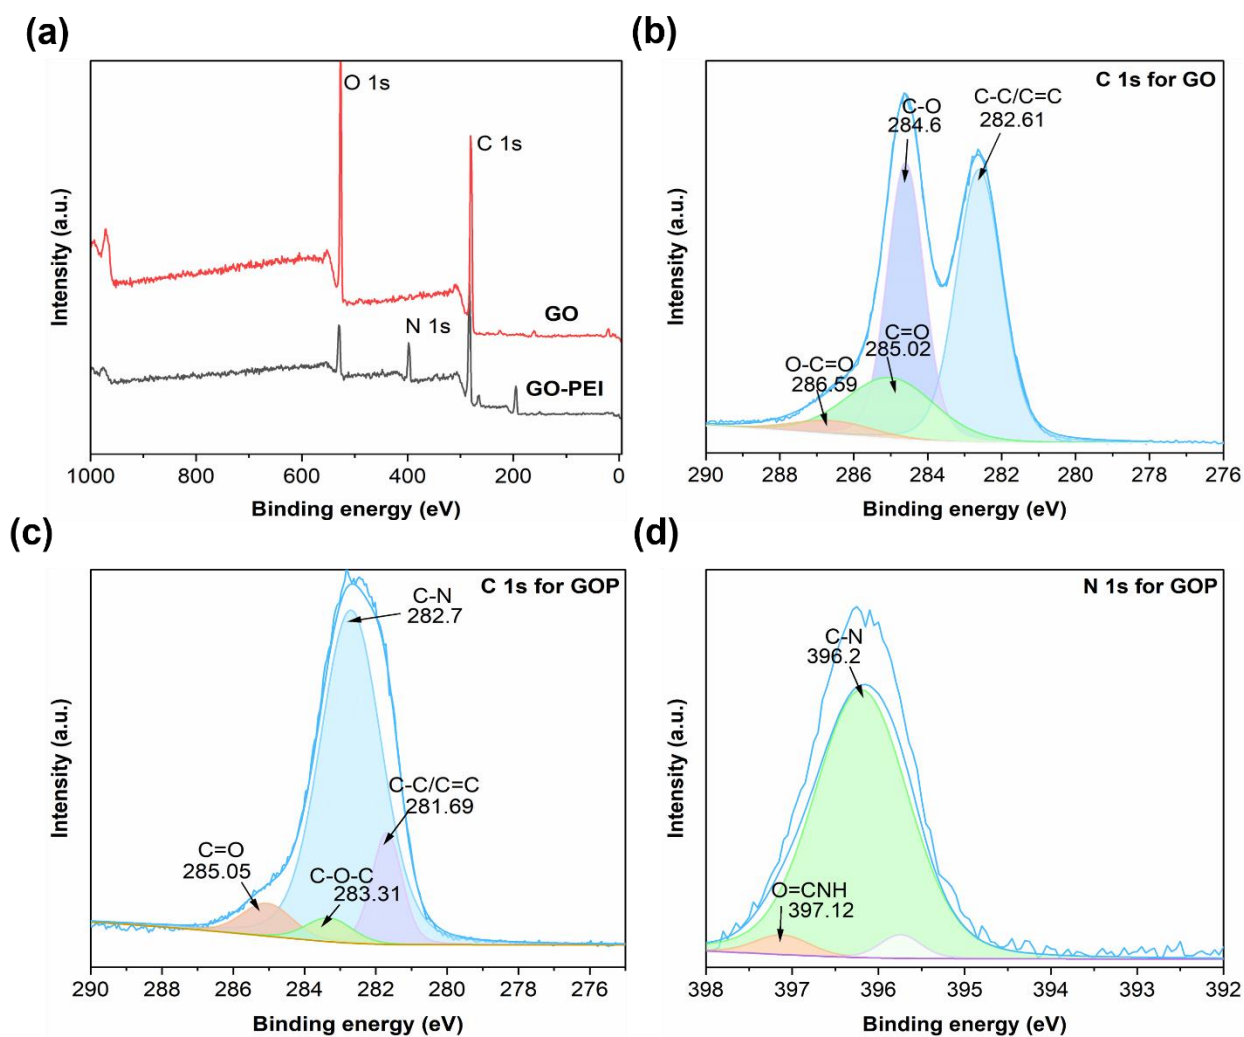 (a)
O 1s
C 1s
N 1s
GO
GO-PEI
Intensity (a.u.)
1000
800
600
400
200
0
Binding energy (eV)
(b)
C 1s for GO
C-O
284.6
C-C/C=C
282.61
C=O
285.02
O-C=O
286.59
Intensity (a.u.)
290
288
286
284
282
280
278
276
Binding energy (eV)
(c)
C 1s for GOP
C-N
282.7
C-C/C=C
281.69
C=O
285.05
C-O-C
283.31
Intensity (a.u.)
290
288
286
284
282
280
278
276
Binding energy (eV)
(d)
N 1s for GOP
C-N
396.2
O=CNH
397.12
Intensity (a.u.)
398
397
396
395
394
393
392
Binding energy (eV)